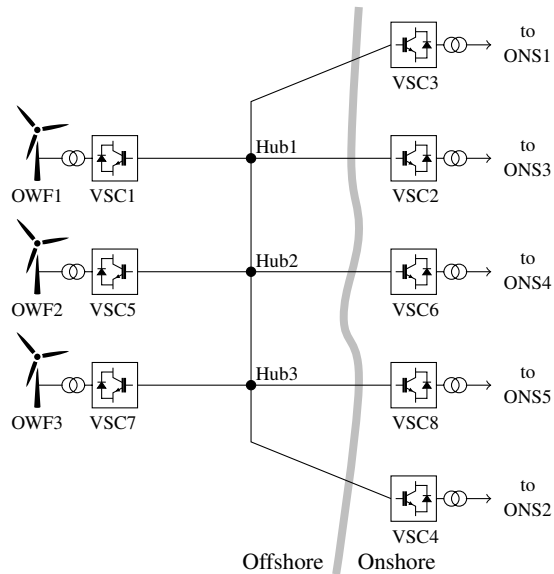 to
ONS1
VSC3
Hub1
to
ONS3
OWF1
VSC1
VSC2
Hub2
to
ONS4
OWF2
VSC5
VSC6
Hub3
to
ONS5
OWF3
VSC7
VSC8
to
ONS2
VSC4
Offshore
Onshore